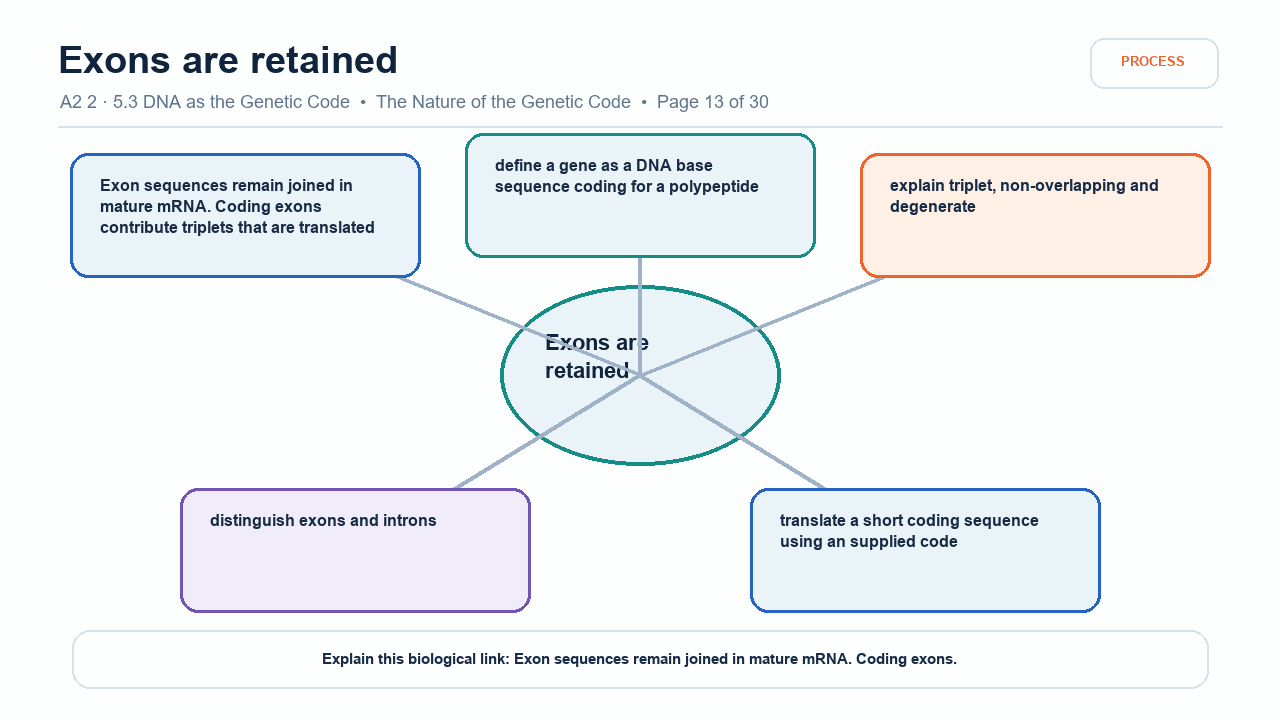 Exons are retained
PROCESS
A2 2 · 5.3 DNA as the Genetic Code • The Nature of the Genetic Code • Page 13 of 30
Exon sequences remain joined in
mature mRNA. Coding exons
contribute triplets that are translated
define a gene as a DNA base
sequence coding for a polypeptide
explain triplet, non-overlapping and
degenerate
Exons are
retained
distinguish exons and introns
translate a short coding sequence
using an supplied code
Explain this biological link: Exon sequences remain joined in mature mRNA. Coding exons.